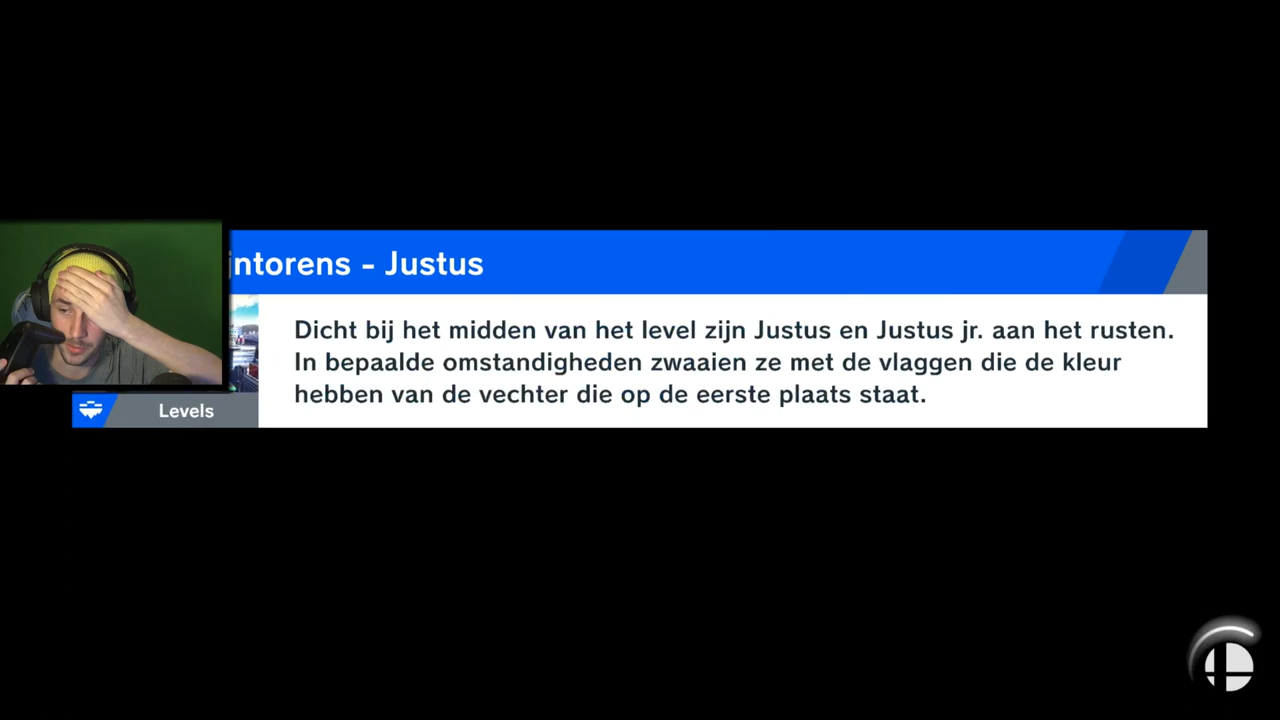 ntorens - Justus
Dicht bij het midden van het level zijn Justus en Justus jr. aan het rusten.
In bepaalde omstandigheden zwaaien ze met de vlaggen die de kleur
hebben van de vechter die op de eerste plaats staat.
Levels